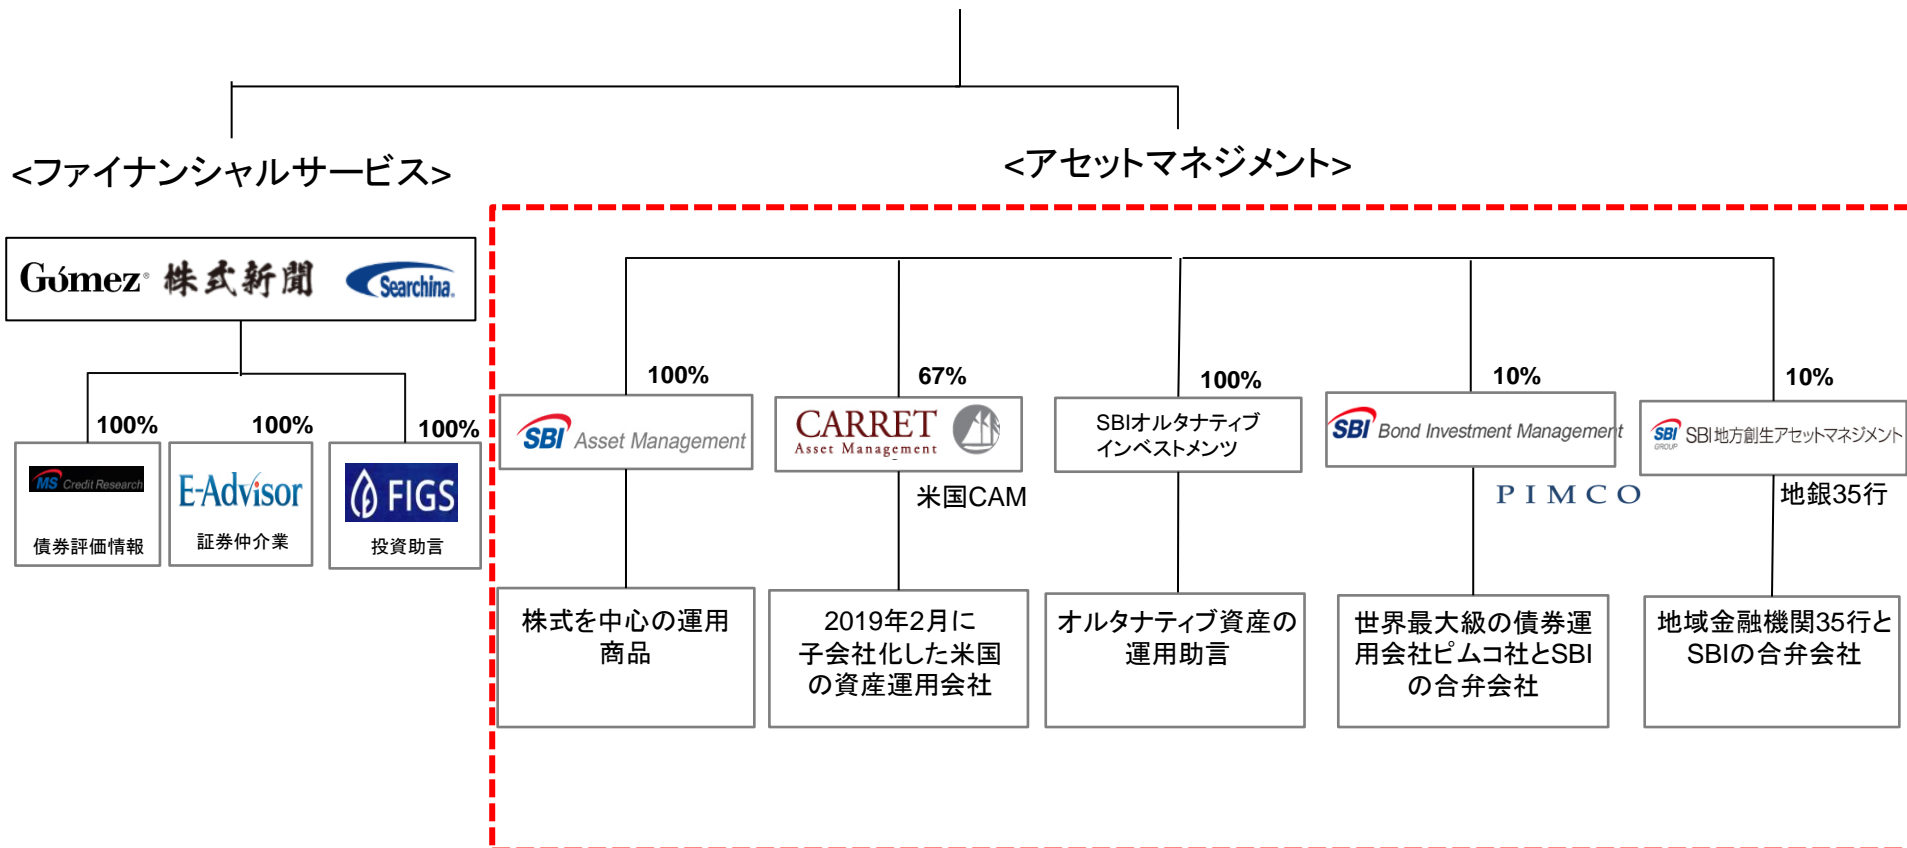 <ファイナンシャルサービス>
<アセットマネジメント>
Gómez® 株式新聞 Searchina.
100%
100%
100%
MS Credit Research
債券評価情報
E-Advisor
証券仲介業
FIGS
投資助言
100%
67%
100%
10%
10%
SBI Asset Management
CARRET
Asset Management
SBIオルタナティブ
インベストメンツ
SBI Bond Investment Management
SBI GROUP SBI地方創生アセットマネジメント
米国CAM
PIMCO
地銀35行
株式を中心の運用
商品
2019年2月に
子会社化した米国
の資産運用会社
オルタナティブ資産の
運用助言
世界最大級の債券運
用会社ピムコ社とSBI
の合弁会社
地域金融機関35行と
SBIの合弁会社